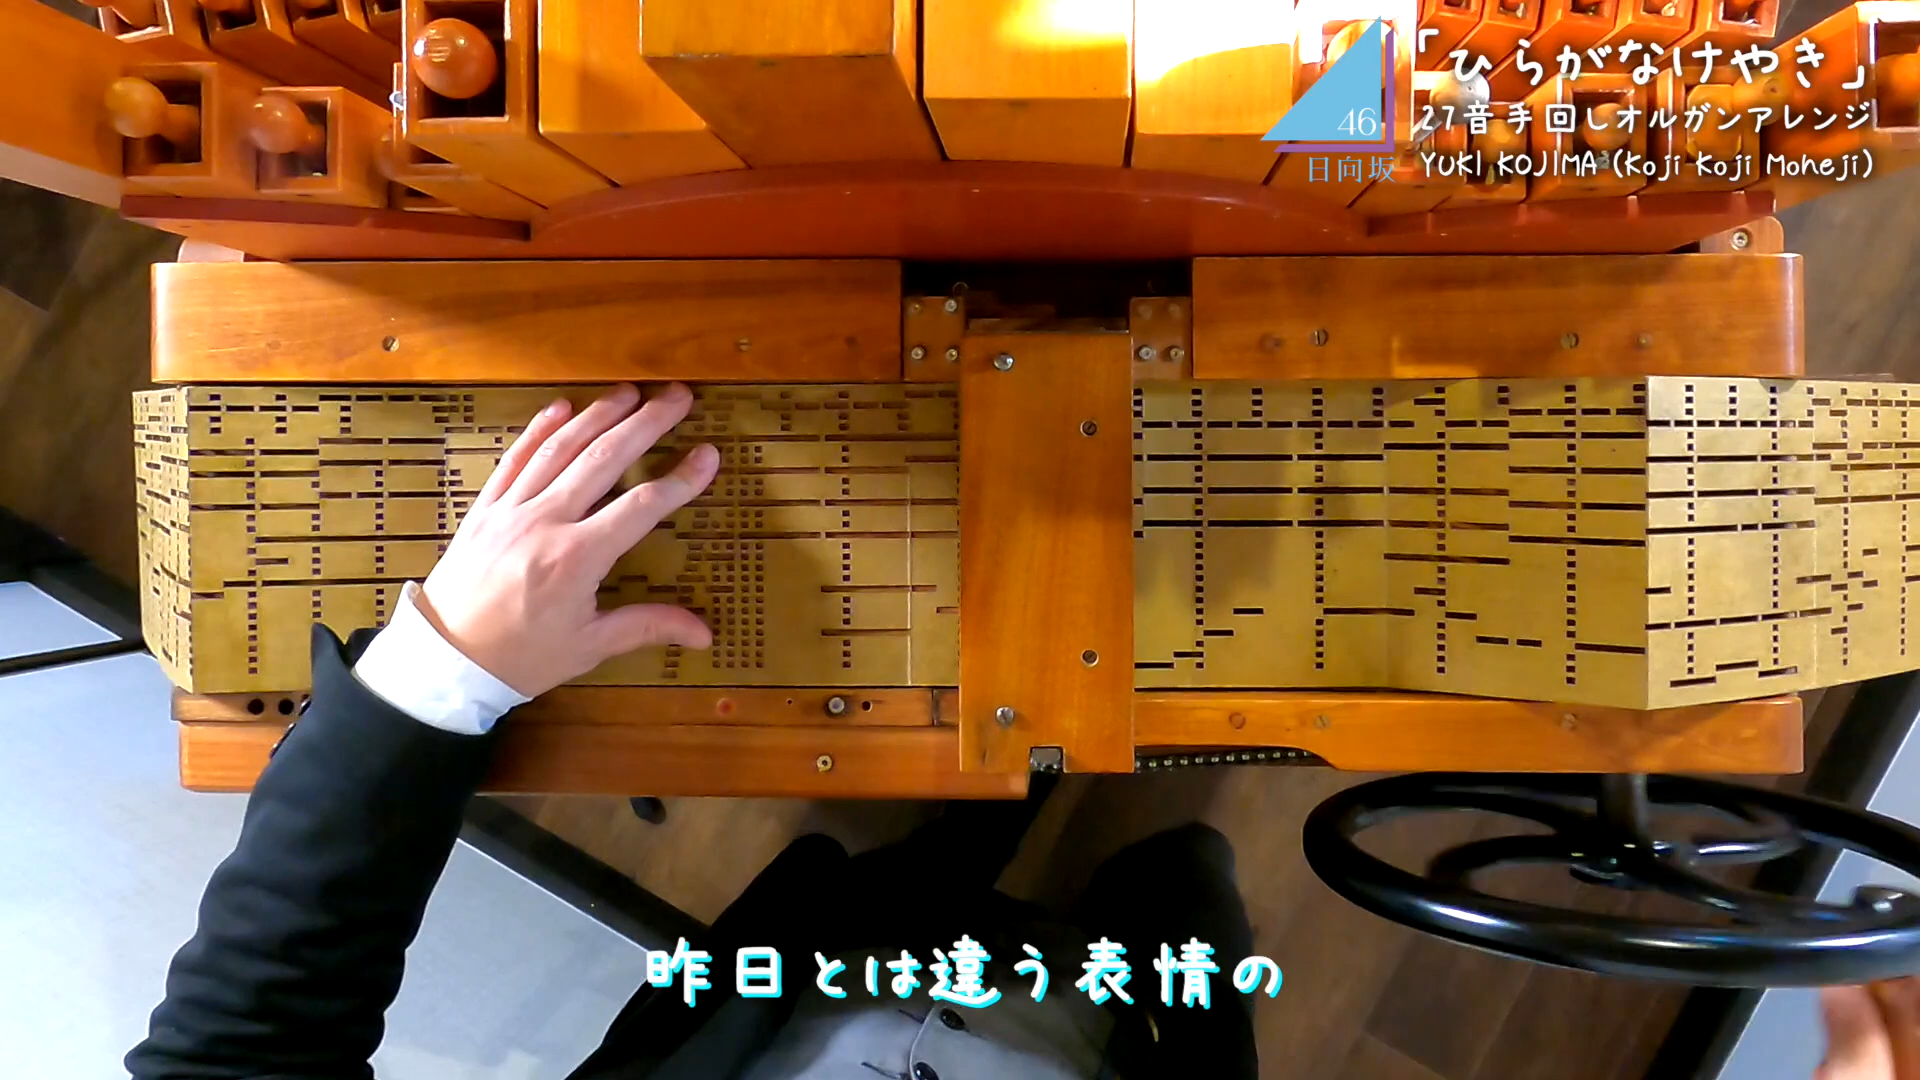 「ひらがなけやき」
27音手回しオルガンアレンジ
YUKI KOJIMA (Koji Koji Moheji)
46
日向坂
昨日とは違う表情の